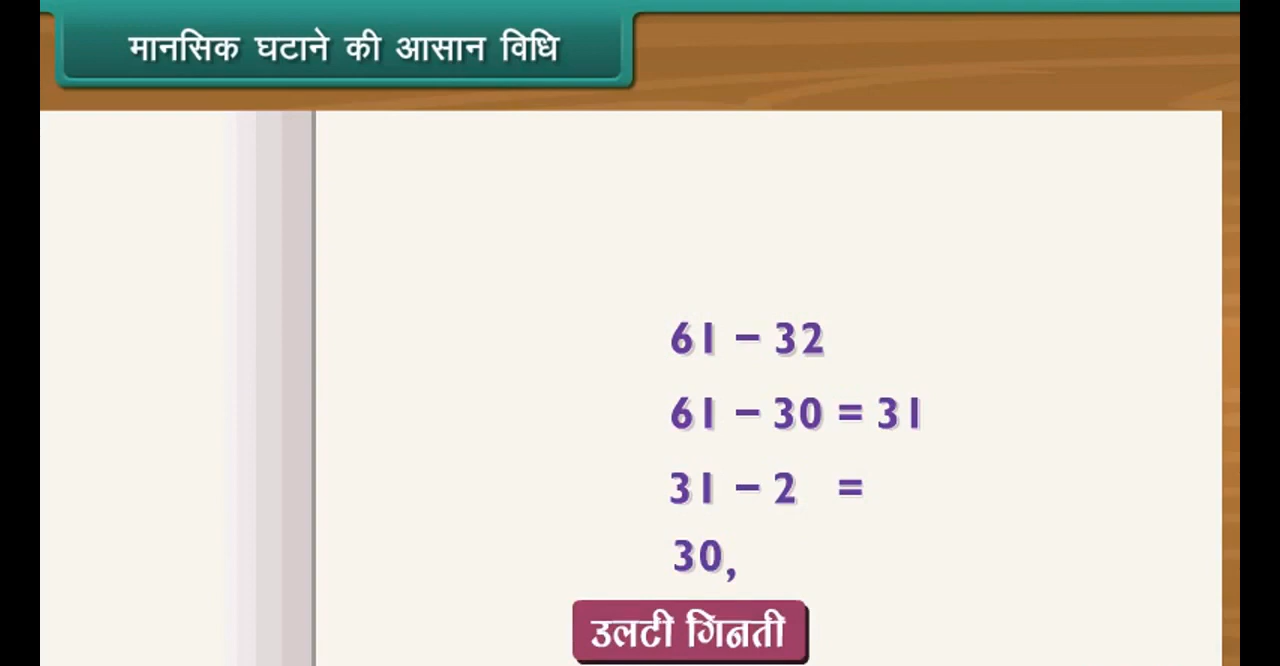 मानसिक घटाने की आसान विधि
61 – 32
61 – 30 = 31
31 – 2 =
30,
उलटी गिनती